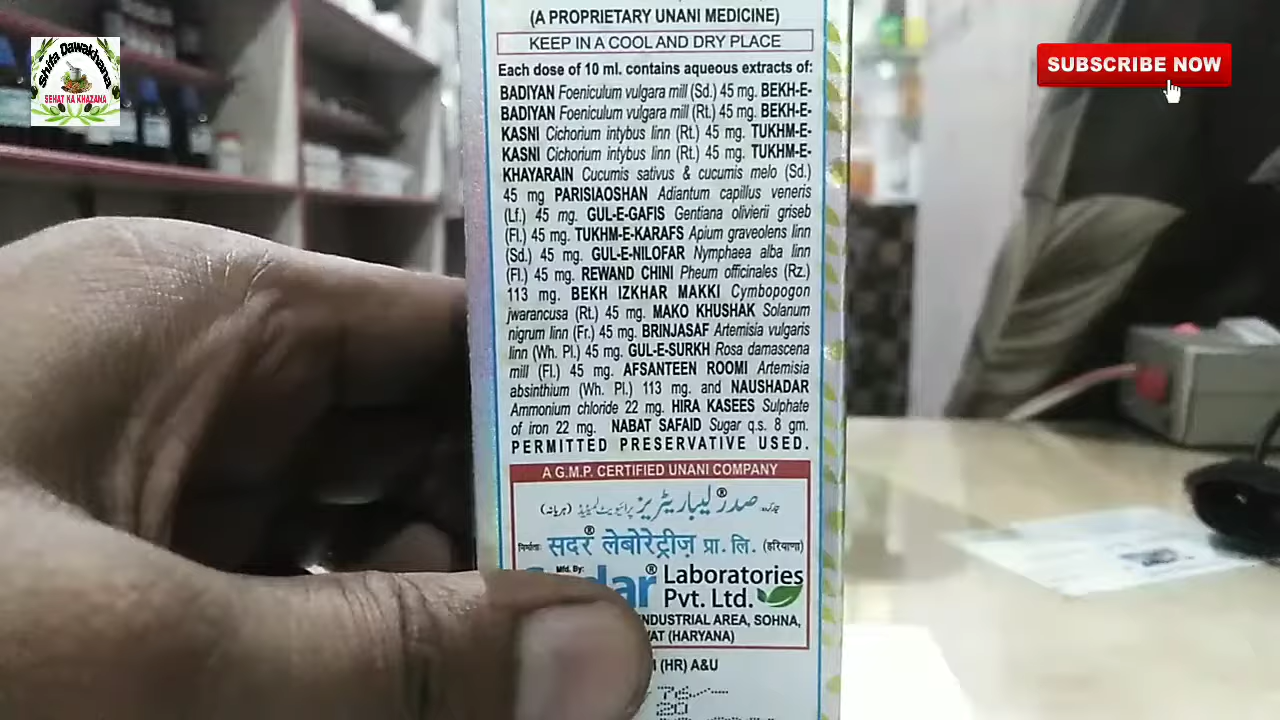 Shifa Dawakhana
SEHAT KA KHAZANA
SUBSCRIBE NOW
(A PROPRIETARY UNANI MEDICINE)
KEEP IN A COOL AND DRY PLACE
Each dose of 10 ml. contains aqueous extracts of:
BADIYAN Foeniculum vulgara mill (Sd.) 45 mg. BEKH-E-
BADIYAN Foeniculum vulgara mill (Rt.) 45 mg. BEKH-E-
KASNI Cichorium intybus linn (Rt.) 45 mg. TUKHM-E-
KASNI Cichorium intybus linn (Rt.) 45 mg. TUKHM-E-
KHAYARAIN Cucumis sativus & cucumis melo (Sd.)
45 mg PARISIAOSHAN Adiantum capillus veneris
(Lf.) 45 mg. GUL-E-GAFIS Gentiana olivierii griseb
(Fl.) 45 mg. TUKHM-E-KARAFS Apium graveolens linn
(Sd.) 45 mg. GUL-E-NILOFAR Nymphaea alba linn
(Fl.) 45 mg. REWAND CHINI Pheum officinales (Rz.)
113 mg. BEKH IZKHAR MAKKI Cymbopogon
jwarancusa (Rt.) 45 mg. MAKO KHUSHAK Solanum
nigrum linn (Fr.) 45 mg. BRINJASAF Artemisia vulgaris
linn (Wh. Pl.) 45 mg. GUL-E-SURKH Rosa damascena
mill (Fl.) 45 mg. AFSANTEEN ROOMI Artemisia
absinthium (Wh. Pl.) 113 mg. and NAUSHADAR
Ammonium chloride 22 mg. HIRA KASEES Sulphate
of iron 22 mg. NABAT SAFAID Sugar q.s. 8 gm.
PERMITTED PRESERVATIVE USED.
A G.M.P. CERTIFIED UNANI COMPANY
صدر® لیباریٹریز پرائیویٹ لمیٹیڈ (ہریانہ)
निर्माता: सदर® लेबोरेट्रीज़ प्रा. लि. (हरियाणा)
Mfd. By:
dar® Laboratories
Pvt. Ltd.
NDUSTRIAL AREA, SOHNA,
AT (HARYANA)
(HR) A&U